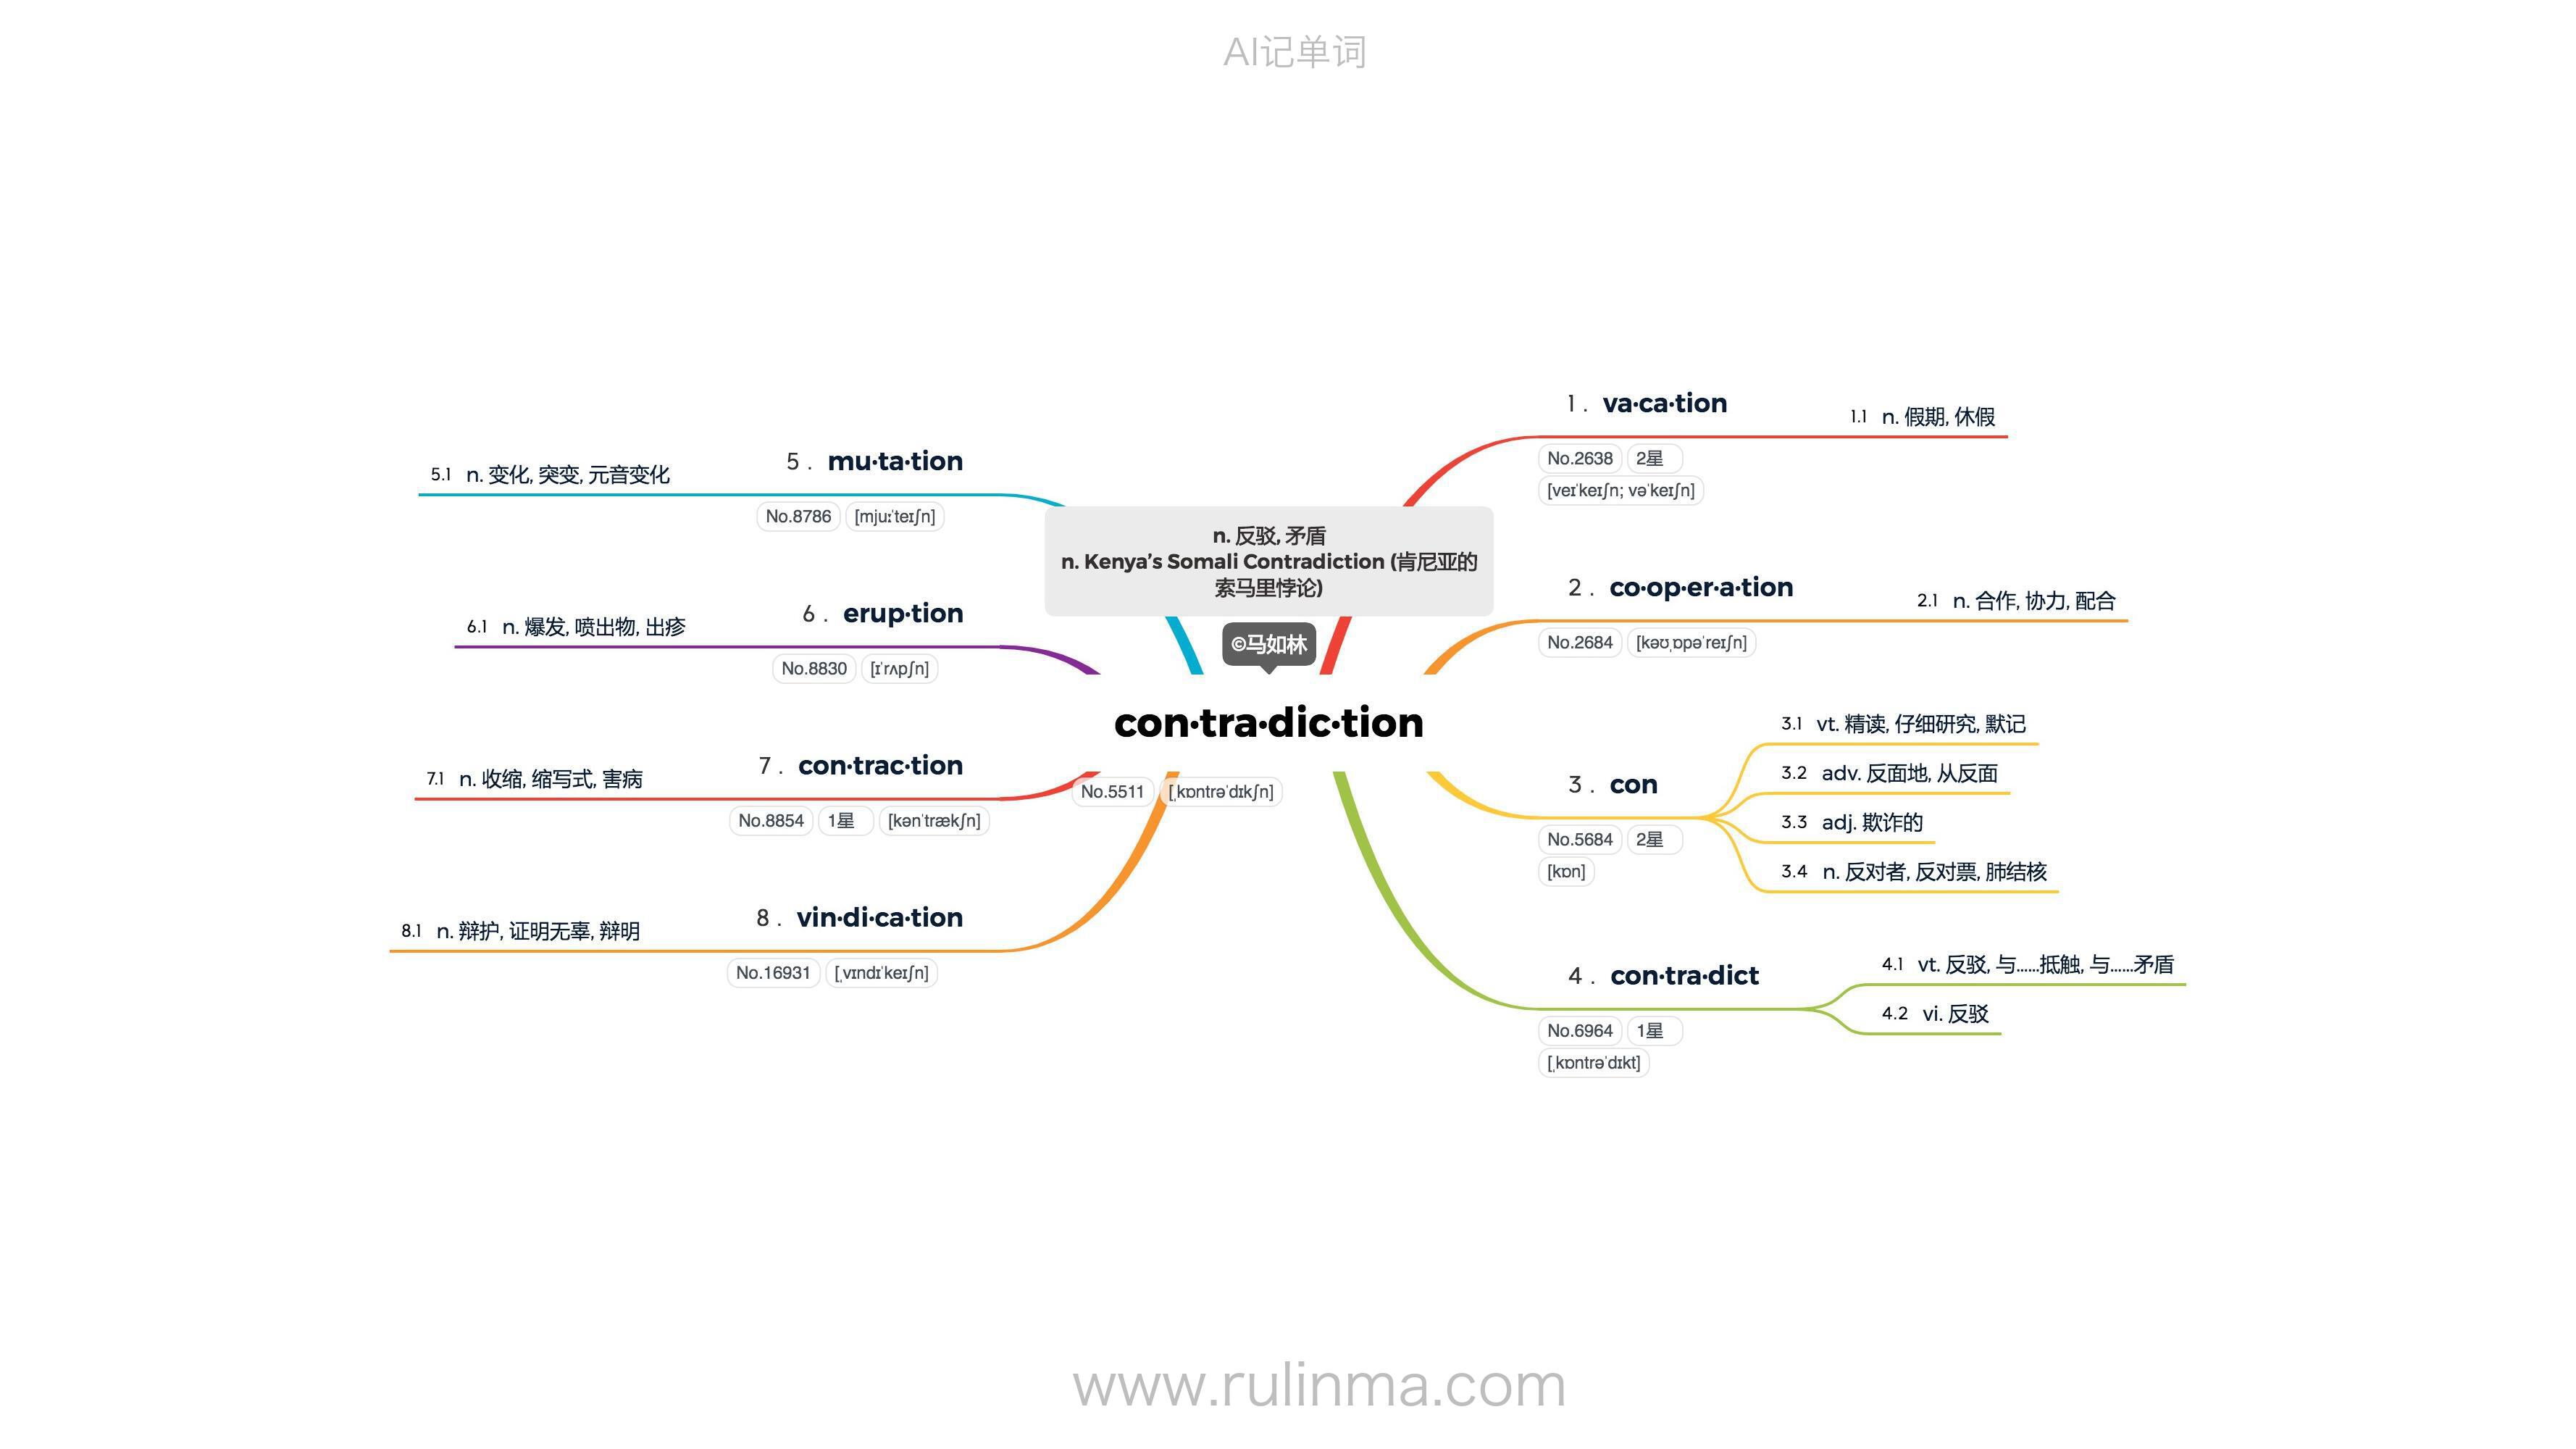 AI记单词
n. 反驳, 矛盾
n. Kenya’s Somali Contradiction (肯尼亚的
索马里悖论)
©马如林
con·tra·dic·tion
No.5511 [ˌkɒntrəˈdɪkʃn]
1 . va·ca·tion
No.2638 2星
[veɪˈkeɪʃn; vəˈkeɪʃn]
1.1 n. 假期, 休假
2 . co·op·er·a·tion
No.2684 [kəʊˌɒpəˈreɪʃn]
2.1 n. 合作, 协力, 配合
3 . con
No.5684 2星
[kɒn]
3.1 vt. 精读, 仔细研究, 默记
3.2 adv. 反面地, 从反面
3.3 adj. 欺诈的
3.4 n. 反对者, 反对票, 肺结核
4 . con·tra·dict
No.6964 1星
[ˌkɒntrəˈdɪkt]
4.1 vt. 反驳, 与……抵触, 与……矛盾
4.2 vi. 反驳
5 . mu·ta·tion
No.8786 [mjuːˈteɪʃn]
5.1 n. 变化, 突变, 元音变化
6 . erup·tion
No.8830 [ɪˈrʌpʃn]
6.1 n. 爆发, 喷出物, 出疹
7 . con·trac·tion
No.8854 1星 [kənˈtrækʃn]
7.1 n. 收缩, 缩写式, 害病
8 . vin·di·ca·tion
No.16931 [ˌvɪndɪˈkeɪʃn]
8.1 n. 辩护, 证明无辜, 辩明
www.rulinma.com